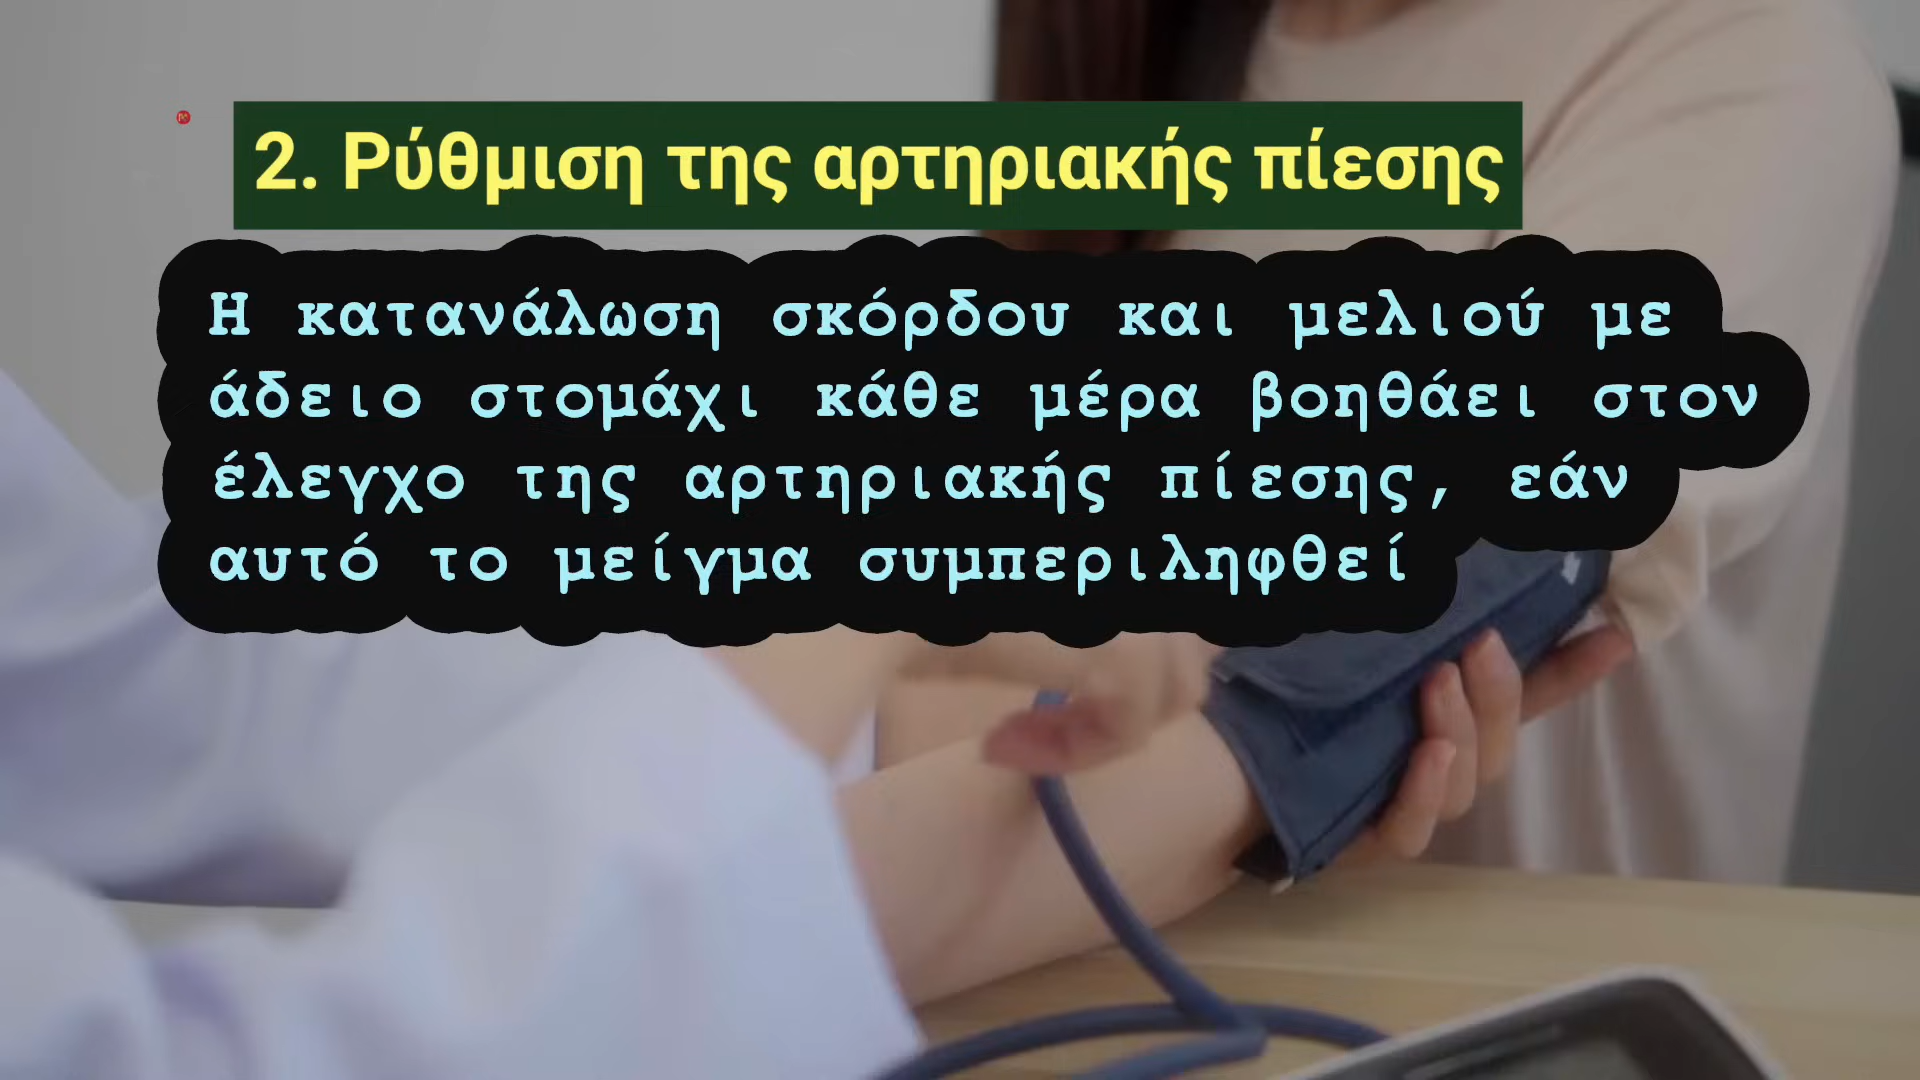 2. Ρύθμιση της αρτηριακής πίεσης
Η κατανάλωση σκόρδου και μελιού με
άδειο στομάχι κάθε μέρα βοηθάει στον
έλεγχο της αρτηριακής πίεσης, εάν
αυτό το μείγμα συμπεριληφθεί